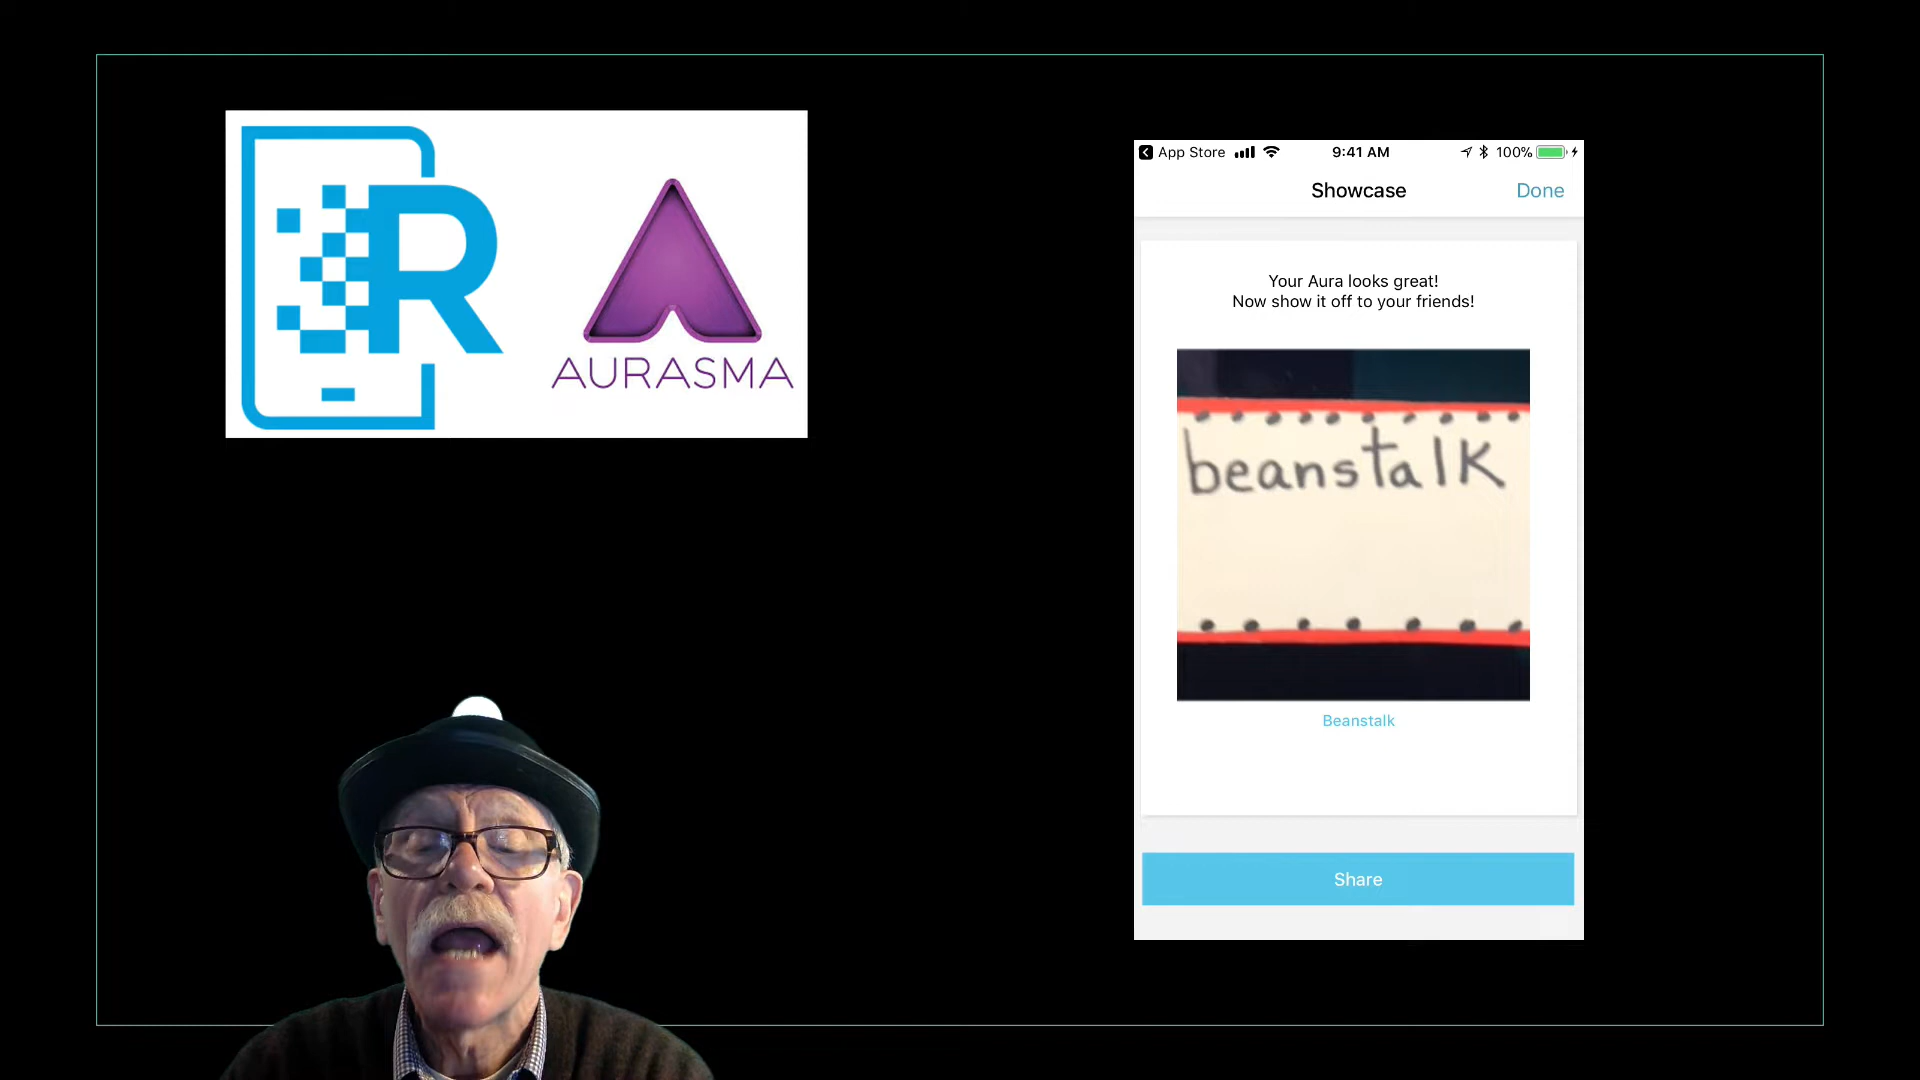 R
AURASMA
App Store 9:41 AM 100%
Showcase Done
Your Aura looks great!
Now show it off to your friends!
beanstalk
Beanstalk
Share